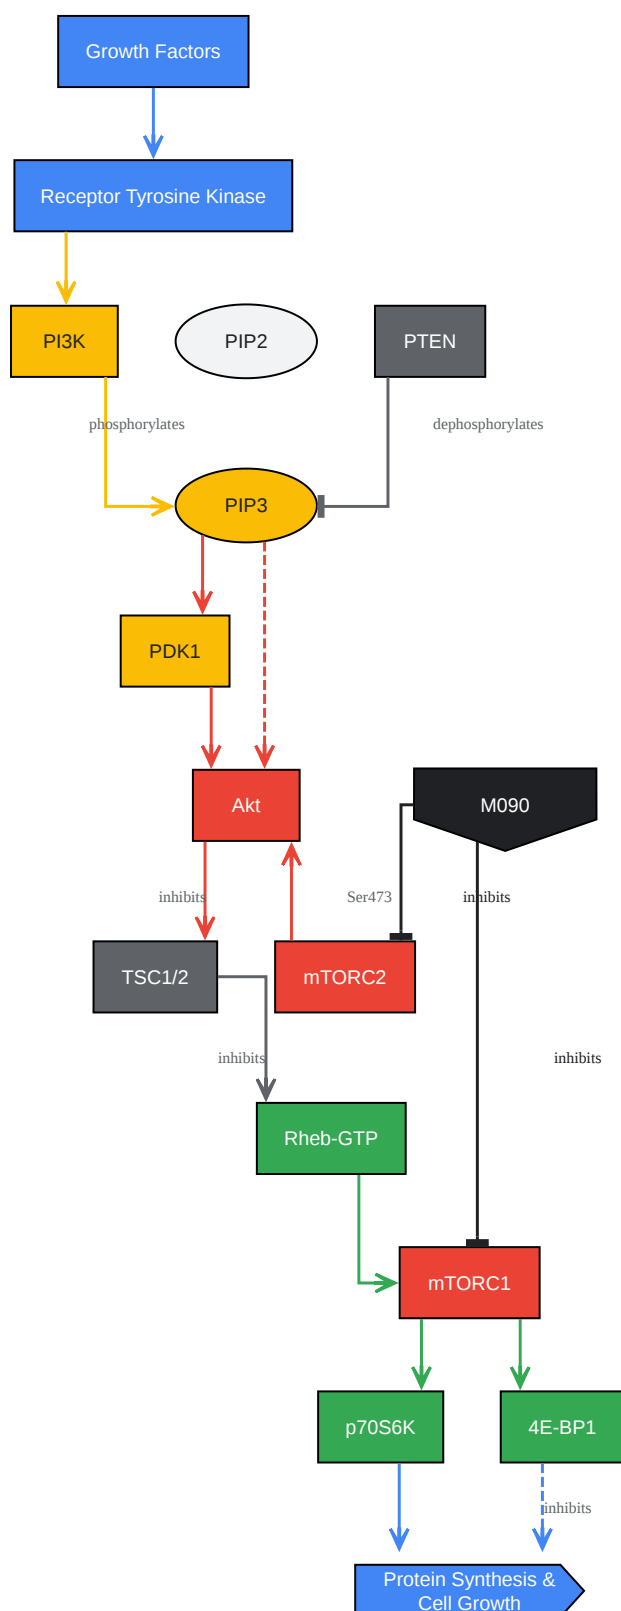 Growth Factors
Receptor Tyrosine Kinase
PI3K
PIP2
PTEN
phosphorylates
dephosphorylates
PIP3
PDK1
Akt
M090
inhibits
Ser473
inhibits
TSC1/2
mTORC2
inhibits
inhibits
Rheb-GTP
mTORC1
p70S6K
4E-BP1
inhibits
Protein Synthesis &
Cell Growth